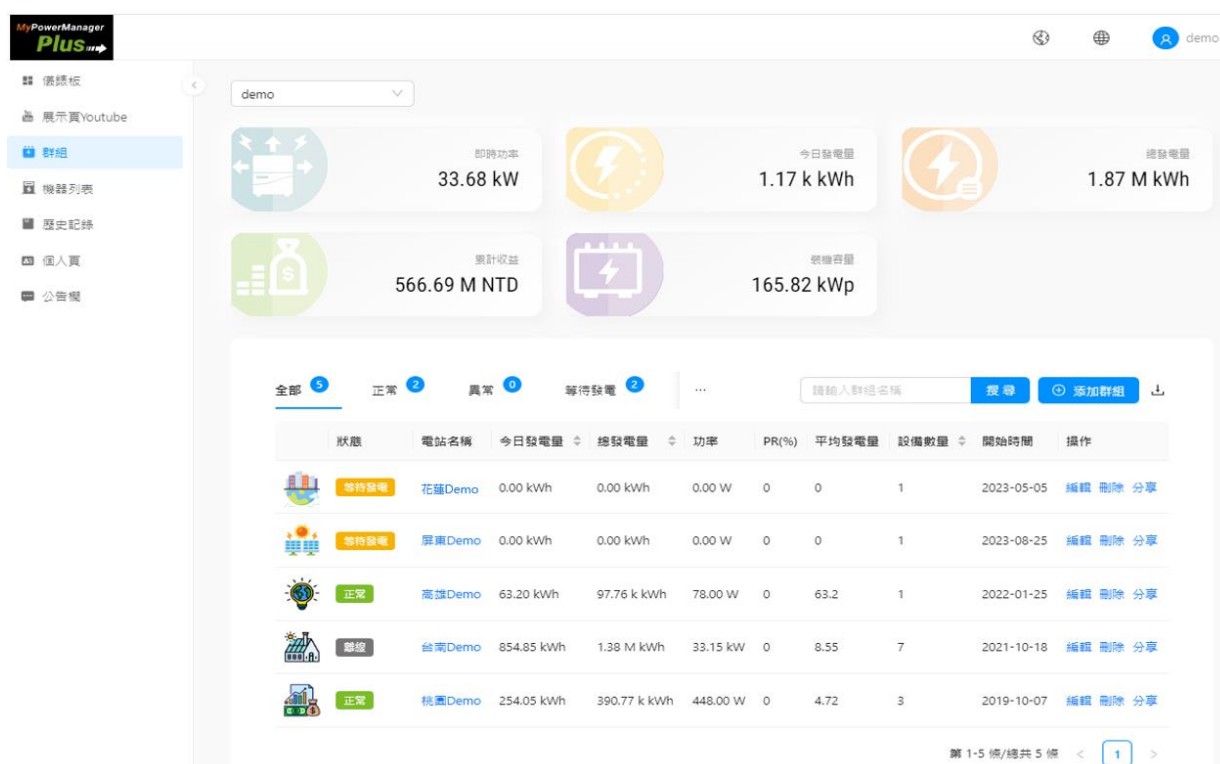 MyPowerManager
Plus
demo
儀錶板
展示頁Youtube
群組
機器列表
歷史記錄
個人頁
公告欄
demo
即時功率
33.68 kW
今日發電量
1.17 k kWh
總發電量
1.87 M kWh
累計收益
566.69 M NTD
裝機容量
165.82 kWp
全部 5 正常 2 異常 0 等待發電 2 ... 請輸入群組名稱 搜尋 添加群組
狀態 電站名稱 今日發電量 總發電量 功率 PR(%) 平均發電量 設備數量 開始時間 操作
等待發電 花蓮Demo 0.00 kWh 0.00 kWh 0.00 W 0 0 1 2023-05-05 編輯 刪除 分享
等待發電 屏東Demo 0.00 kWh 0.00 kWh 0.00 W 0 0 1 2023-08-25 編輯 刪除 分享
正常 高雄Demo 63.20 kWh 97.76 k kWh 78.00 W 0 63.2 1 2022-01-25 編輯 刪除 分享
離線 台南Demo 854.85 kWh 1.38 M kWh 33.15 kW 0 8.55 7 2021-10-18 編輯 刪除 分享
正常 桃園Demo 254.05 kWh 390.77 k kWh 448.00 W 0 4.72 3 2019-10-07 編輯 刪除 分享
第 1-5 條/總共 5 條 < 1 >